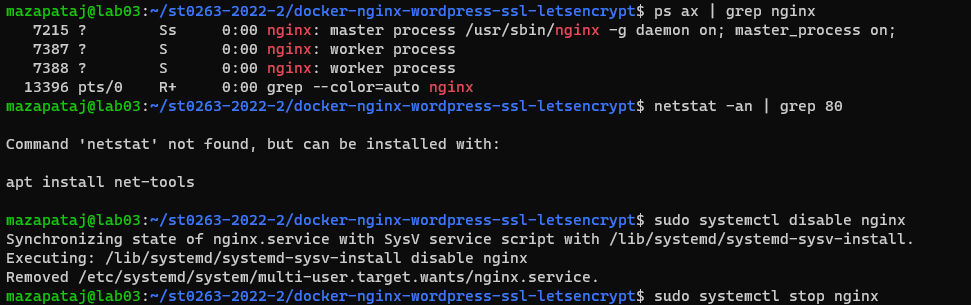 mazapataj@lab03:~/st0263-2022-2/docker-nginx-wordpress-ssl-letsencrypt$ ps ax | grep nginx
   7215 ?        Ss     0:00 nginx: master process /usr/sbin/nginx -g daemon on; master_process on;
   7387 ?        S      0:00 nginx: worker process
   7388 ?        S      0:00 nginx: worker process
  13396 pts/0    R+     0:00 grep --color=auto nginx
mazapataj@lab03:~/st0263-2022-2/docker-nginx-wordpress-ssl-letsencrypt$ netstat -an | grep 80

Command 'netstat' not found, but can be installed with:

apt install net-tools

mazapataj@lab03:~/st0263-2022-2/docker-nginx-wordpress-ssl-letsencrypt$ sudo systemctl disable nginx
Synchronizing state of nginx.service with SysV service script with /lib/systemd/systemd-sysv-install.
Executing: /lib/systemd/systemd-sysv-install disable nginx
Removed /etc/systemd/system/multi-user.target.wants/nginx.service.
mazapataj@lab03:~/st0263-2022-2/docker-nginx-wordpress-ssl-letsencrypt$ sudo systemctl stop nginx